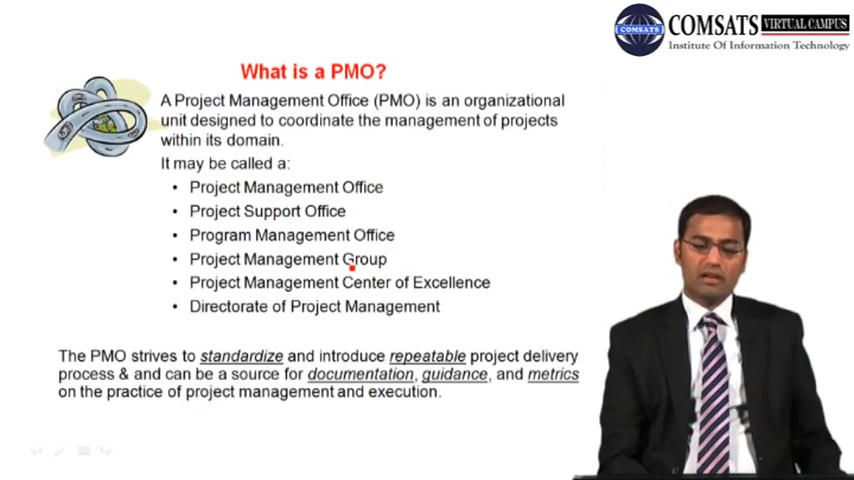 COMSATS VIRTUAL CAMPUS
COMSATS
Institute Of Information Technology
What is a PMO?
A Project Management Office (PMO) is an organizational
unit designed to coordinate the management of projects
within its domain.
It may be called a:
• Project Management Office
• Project Support Office
• Program Management Office
• Project Management Group
• Project Management Center of Excellence
• Directorate of Project Management
The PMO strives to standardize and introduce repeatable project delivery
process & and can be a source for documentation, guidance, and metrics
on the practice of project management and execution.